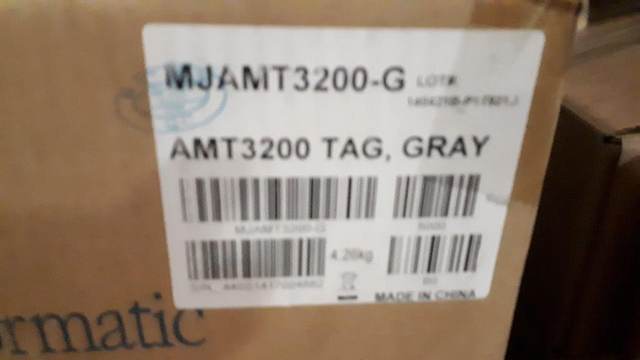 MJAMT3200-G LOT#
AMT3200 TAG, GRAY
MJAMT3200-G
4.26kg
MADE IN CHINA
rmatic